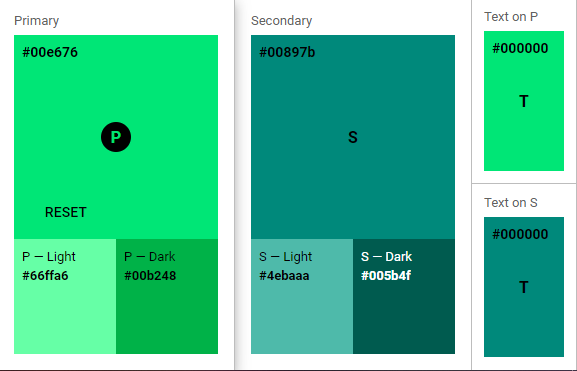 Primary
#00e676
P
RESET
P — Light
#66ffa6
P — Dark
#00b248
Secondary
#00897b
S
S — Light
#4ebaaa
S — Dark
#005b4f
Text on P
#000000
T
Text on S
#000000
T